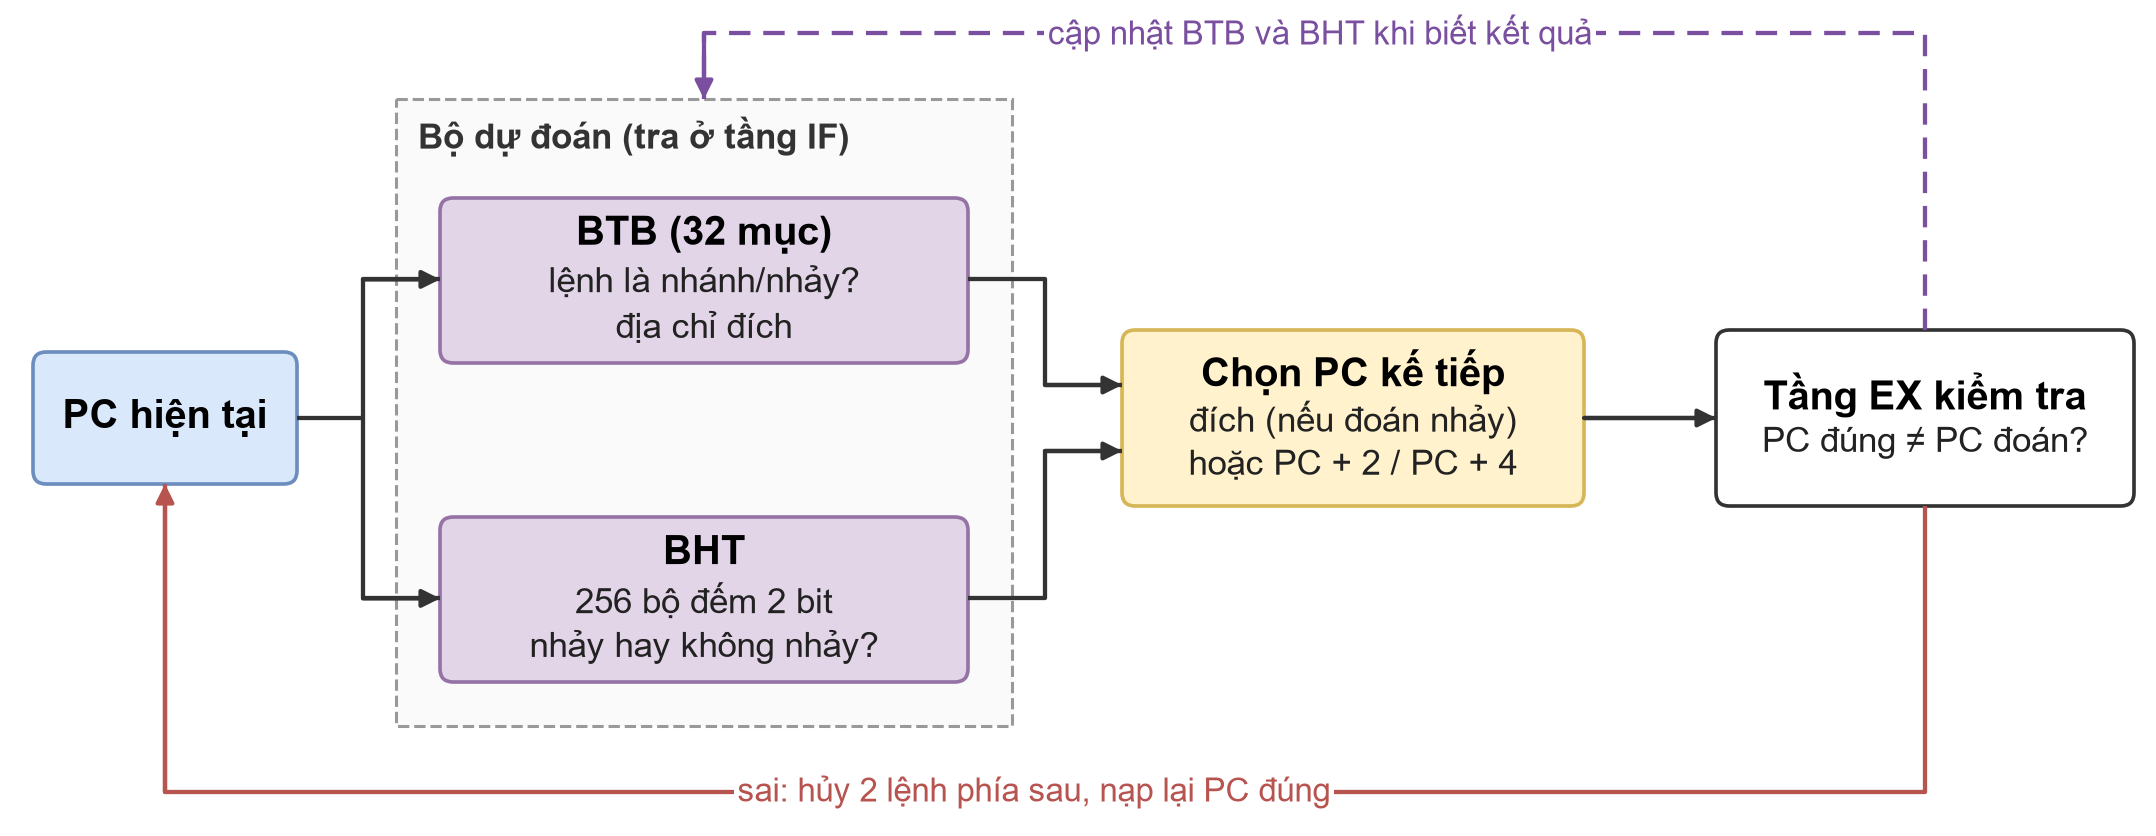 cập nhật BTB và BHT khi biết kết quả
Bộ dự đoán (tra ở tầng IF)
BTB (32 mục)
lệnh là nhánh/nhảy?
địa chỉ đích
PC hiện tại
BHT
256 bộ đếm 2 bit
nhảy hay không nhảy?
Chọn PC kế tiếp
đích (nếu đoán nhảy)
hoặc PC + 2 / PC + 4
Tầng EX kiểm tra
PC đúng ≠ PC đoán?
sai: hủy 2 lệnh phía sau, nạp lại PC đúng